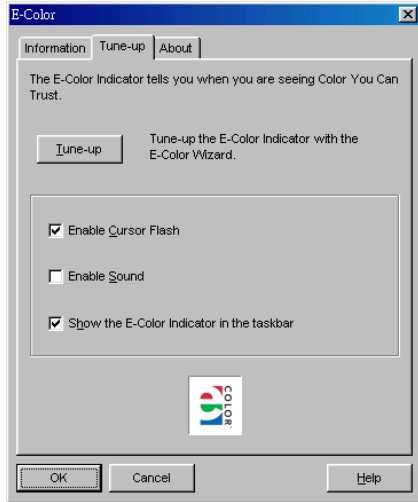 E-Color
Information Tune-up About
The E-Color Indicator tells you when you are seeing Color You Can
Trust.
Tune-up
Tune-up the E-Color Indicator with the
E-Color Wizard.
Enable Cursor Flash
Enable Sound
Show the E-Color Indicator in the taskbar
COLOR
OK Cancel Help